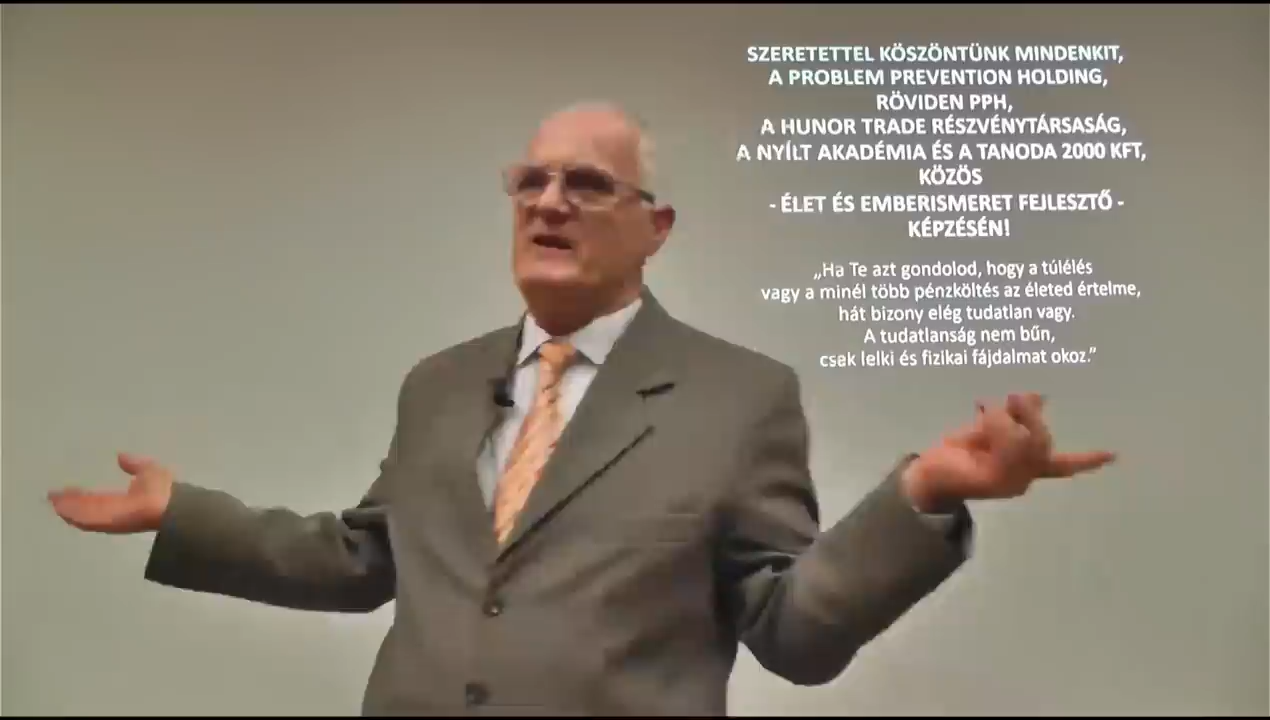 SZERETETTEL KÖSZÖNTÜNK MINDENKIT,
A PROBLEM PREVENTION HOLDING,
RÖVIDEN PPH,
A HUNOR TRADE RÉSZVÉNYTÁRSASÁG,
A NYÍLT AKADÉMIA ÉS A TANODA 2000 KFT,
KÖZÖS
- ÉLET ÉS EMBERISMERET FEJLESZTŐ -
KÉPZÉSÉN!
„Ha Te azt gondolod, hogy a túlélés
vagy a minél több pénzköltés az életed értelme,
hát bizony elég tudatlan vagy.
A tudatlanság nem bűn,
csek lelki és fizikai fájdalmat okoz.”